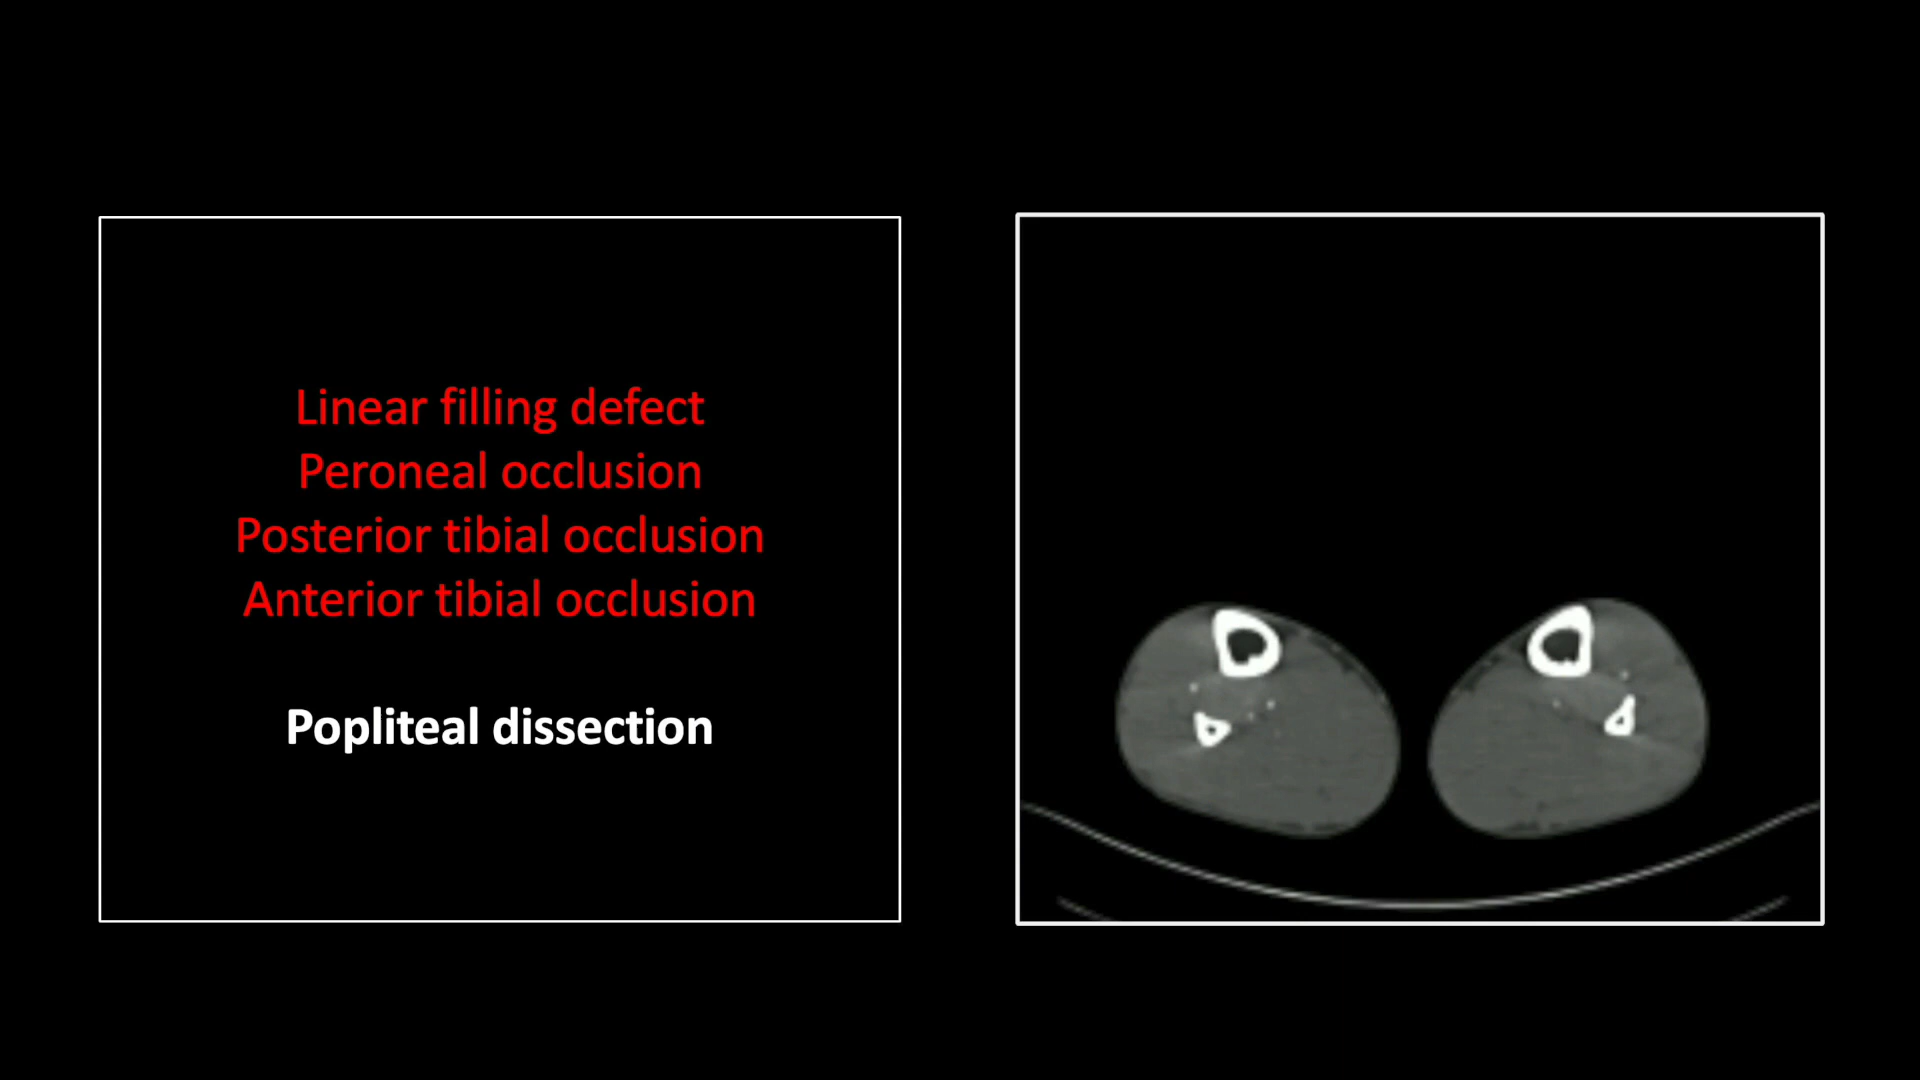 Linear filling defect
Peroneal occlusion
Posterior tibial occlusion
Anterior tibial occlusion
Popliteal dissection